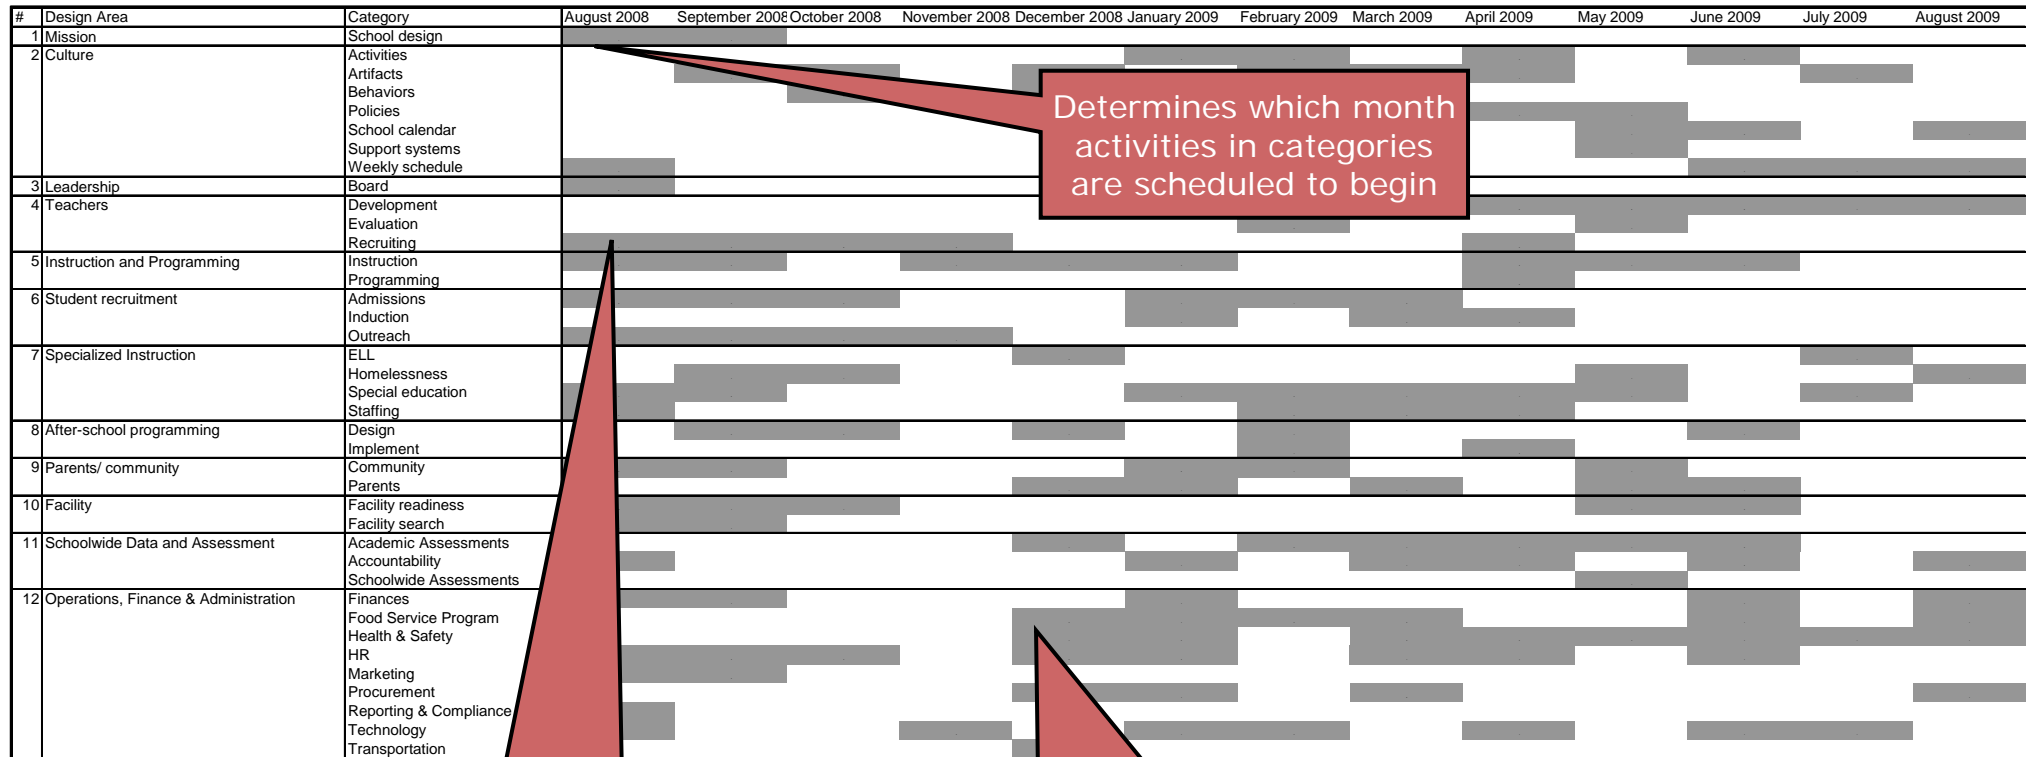 # Design Area Category August 2008 September 2008 October 2008 November 2008 December 2008 January 2009 February 2009 March 2009 April 2009 May 2009 June 2009 July 2009 August 2009
1 Mission School design
2 Culture Activities
Artifacts
Behaviors
Policies
School calendar
Support systems
Weekly schedule
Determines which month
activities in categories
are scheduled to begin
3 Leadership Board
4 Teachers Development
Evaluation
Recruiting
5 Instruction and Programming Instruction
Programming
6 Student recruitment Admissions
Induction
Outreach
7 Specialized Instruction ELL
Homelessness
Special education
Staffing
8 After-school programming Design
Implement
9 Parents/ community Community
Parents
10 Facility Facility readiness
Facility search
11 Schoolwide Data and Assessment Academic Assessments
Accountability
Schoolwide Assessments
12 Operations, Finance & Administration Finances
Food Service Program
Health & Safety
HR
Marketing
Procurement
Reporting & Compliance
Technology
Transportation